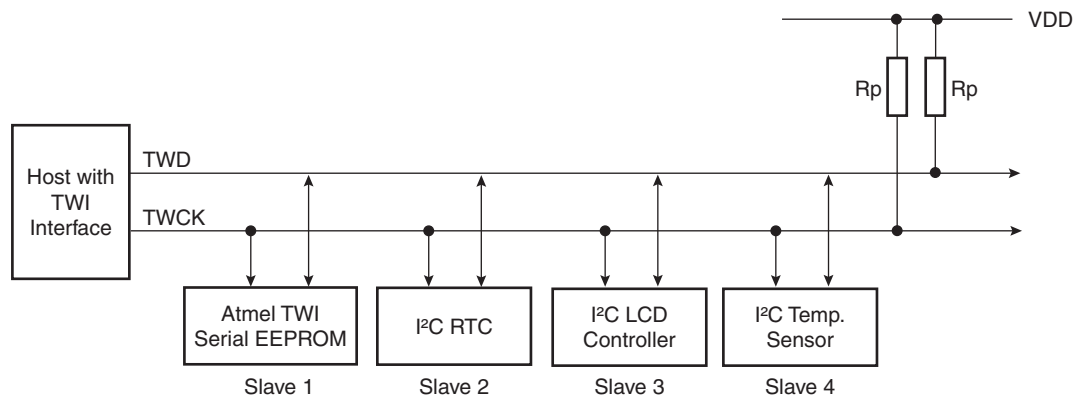 VDD
Rp
Rp
Host with
TWI
Interface
TWD
TWCK
Atmel TWI
Serial EEPROM
I²C RTC
I²C LCD
Controller
I²C Temp.
Sensor
Slave 1
Slave 2
Slave 3
Slave 4